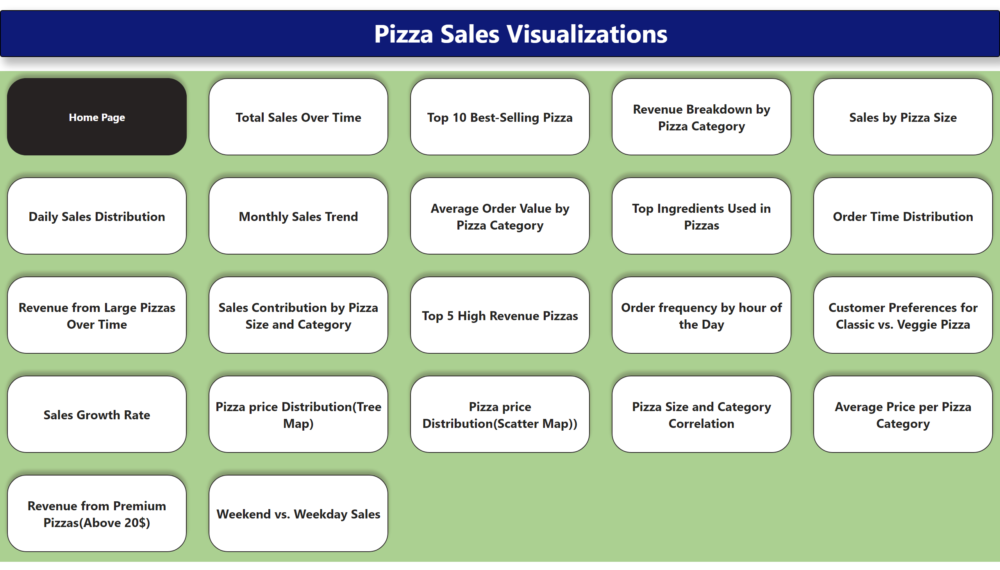 Pizza Sales Visualizations
Home Page
Total Sales Over Time
Top 10 Best-Selling Pizza
Revenue Breakdown by
Pizza Category
Sales by Pizza Size
Daily Sales Distribution
Monthly Sales Trend
Average Order Value by
Pizza Category
Top Ingredients Used in
Pizzas
Order Time Distribution
Revenue from Large Pizzas
Over Time
Sales Contribution by Pizza
Size and Category
Top 5 High Revenue Pizzas
Order frequency by hour of
the Day
Customer Preferences for
Classic vs. Veggie Pizza
Sales Growth Rate
Pizza price Distribution(Tree
Map)
Pizza price
Distribution(Scatter Map))
Pizza Size and Category
Correlation
Average Price per Pizza
Category
Revenue from Premium
Pizzas(Above 20$)
Weekend vs. Weekday Sales